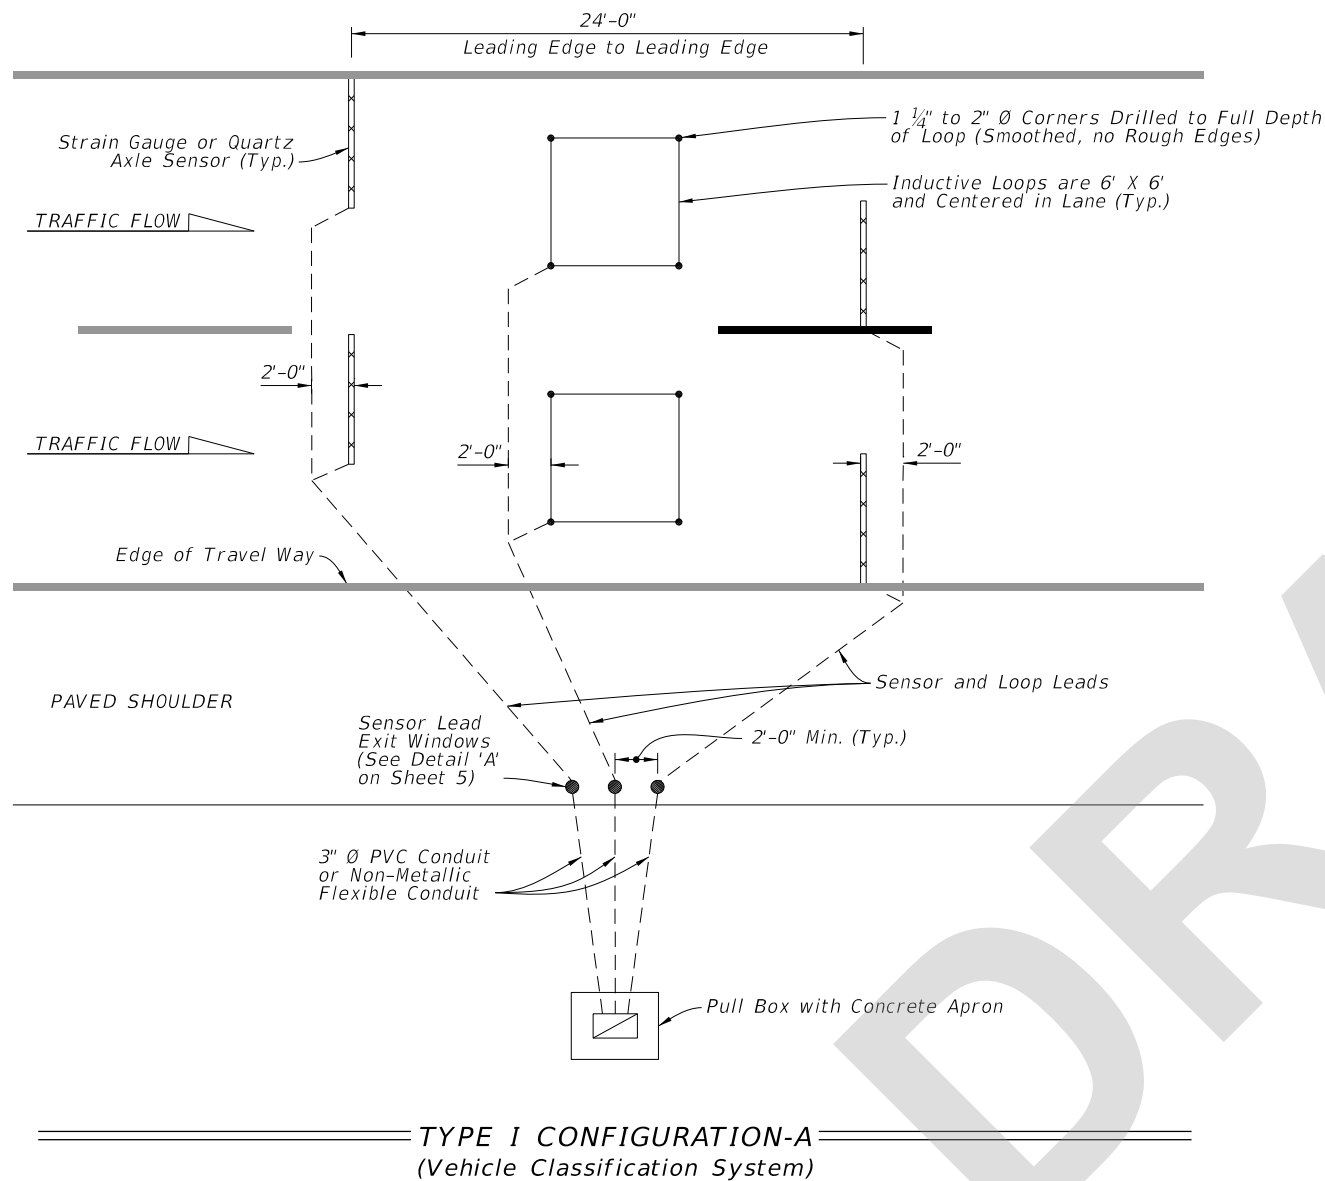 24'-0"
Leading Edge to Leading Edge
1 ¼" to 2" Ø Corners Drilled to Full Depth
of Loop (Smoothed, no Rough Edges)
Strain Gauge or Quartz
Axle Sensor (Typ.)
Inductive Loops are 6' X 6'
and Centered in Lane (Typ.)
TRAFFIC FLOW
2'-0"
TRAFFIC FLOW
2'-0"
2'-0"
Edge of Travel Way
Sensor and Loop Leads
PAVED SHOULDER
Sensor Lead
Exit Windows
(See Detail 'A'
on Sheet 5)
2'-0" Min. (Typ.)
3" Ø PVC Conduit
or Non-Metallic
Flexible Conduit
Pull Box with Concrete Apron
TYPE I CONFIGURATION-A
(Vehicle Classification System)